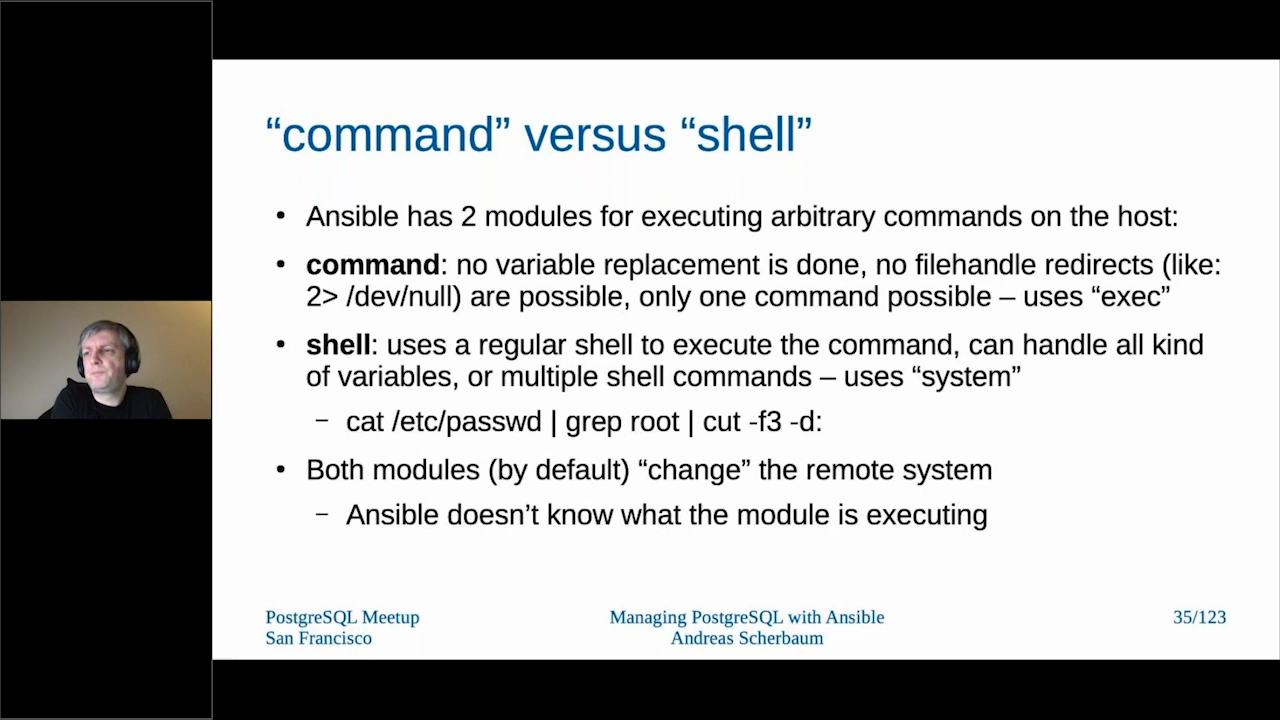 “command” versus “shell”
• Ansible has 2 modules for executing arbitrary commands on the host:
• command: no variable replacement is done, no filehandle redirects (like:
2> /dev/null) are possible, only one command possible – uses “exec”
• shell: uses a regular shell to execute the command, can handle all kind
of variables, or multiple shell commands – uses “system”
– cat /etc/passwd | grep root | cut -f3 -d:
• Both modules (by default) “change” the remote system
– Ansible doesn’t know what the module is executing
PostgreSQL Meetup
San Francisco
Managing PostgreSQL with Ansible
Andreas Scherbaum
35/123